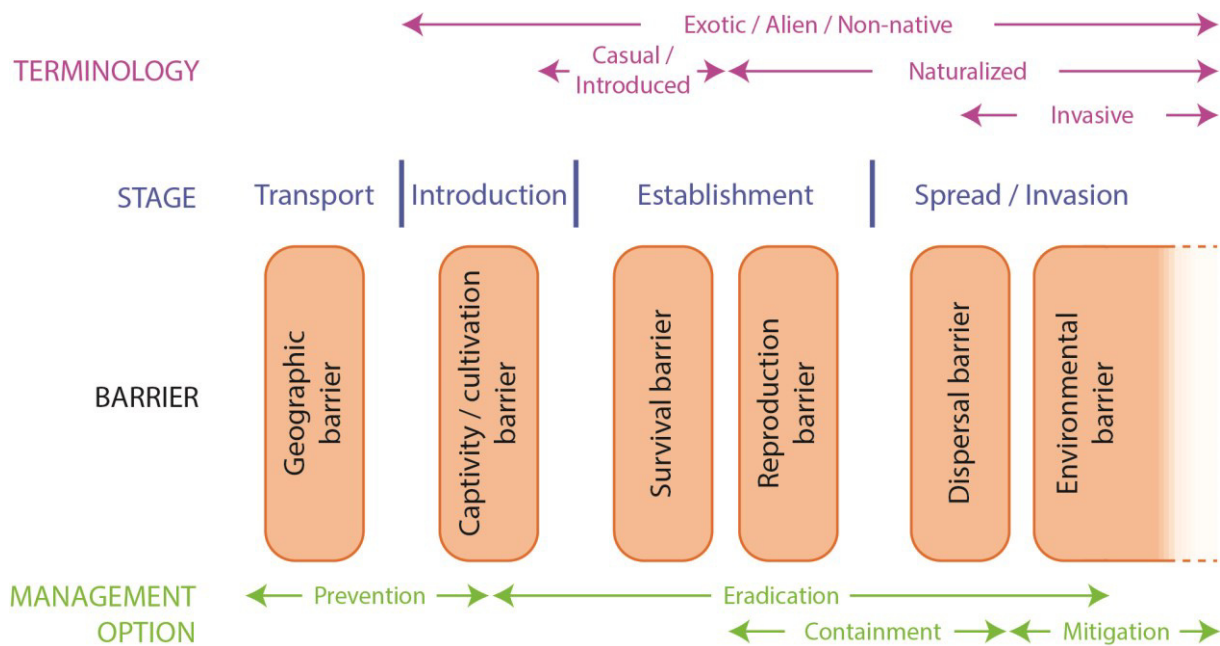 Exotic / Alien / Non-native
TERMINOLOGY
Casual /
Introduced
Naturalized
Invasive
STAGE
Transport
Introduction
Establishment
Spread / Invasion
BARRIER
Geographic
barrier
Captivity / cultivation
barrier
Survival barrier
Reproduction
barrier
Dispersal barrier
Environmental
barrier
MANAGEMENT
OPTION
Prevention
Eradication
Containment
Mitigation